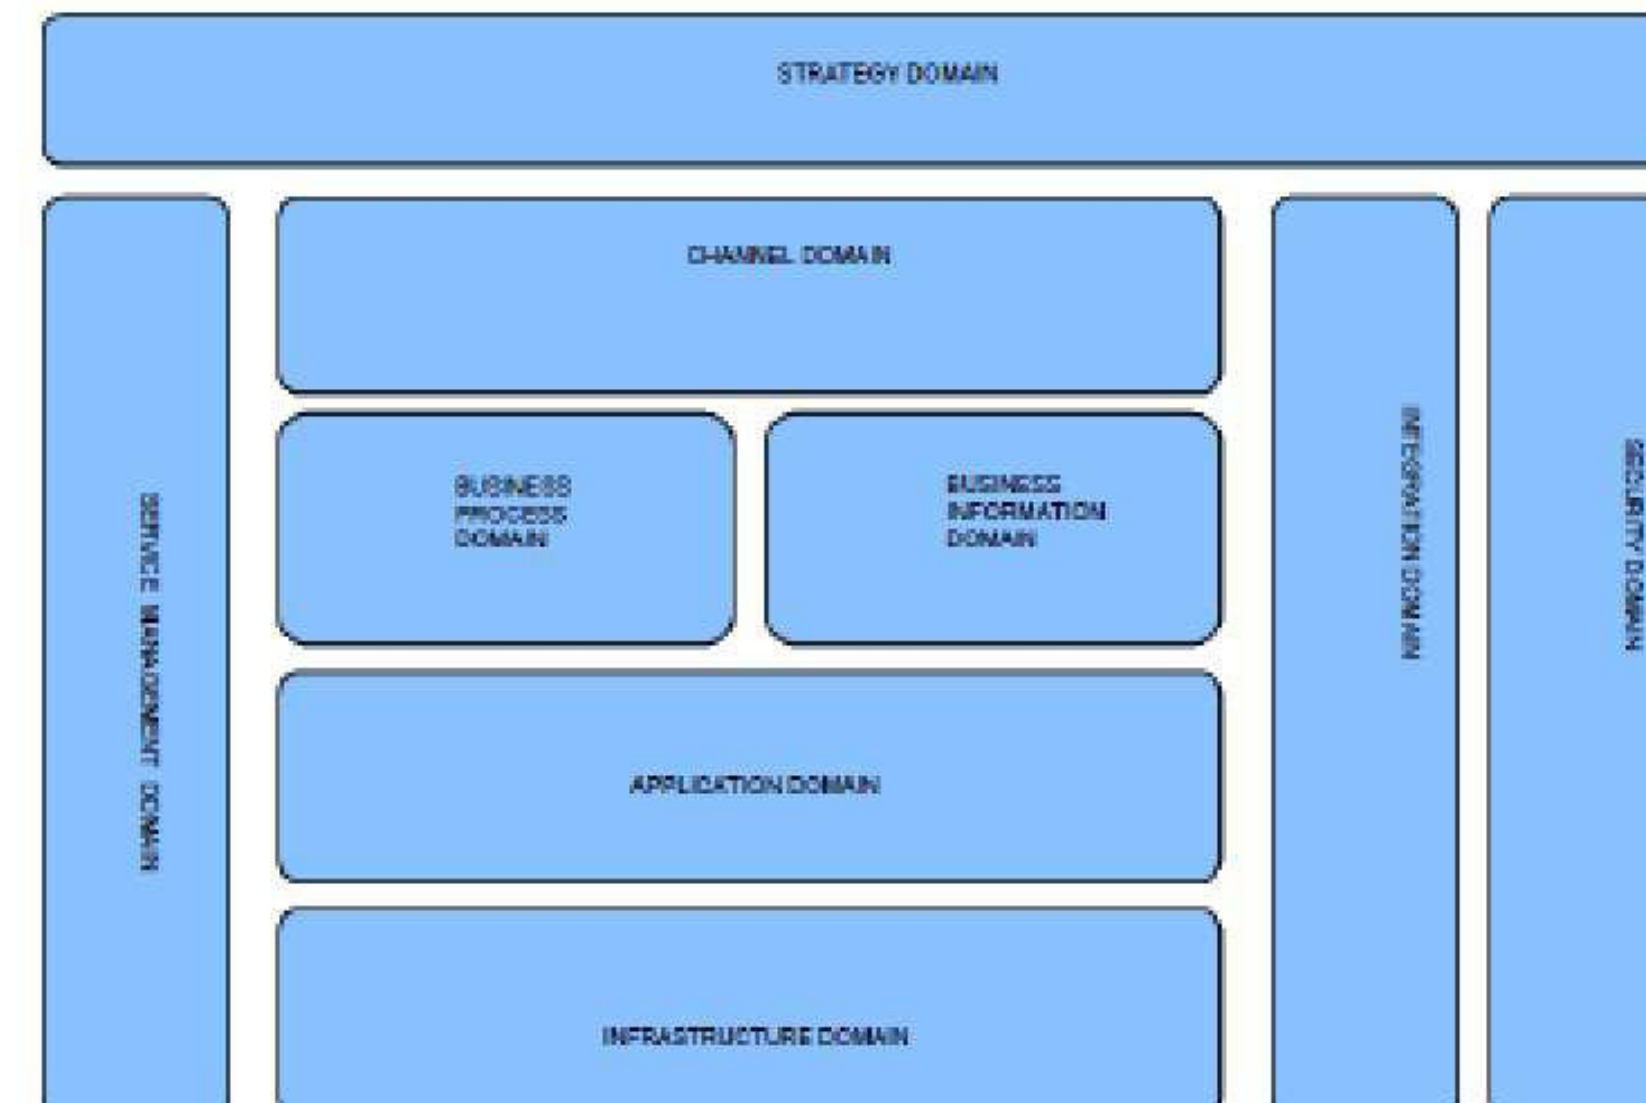 STRATEGY DOMAIN
CHANNEL DOMAIN
BUSINESS
PROCESS
DOMAIN
BUSINESS
INFORMATION
DOMAIN
APPLICATION DOMAIN
INFRASTRUCTURE DOMAIN
SERVICE MANAGEMENT DOMAIN
INTEGRATION DOMAIN
SECURITY DOMAIN